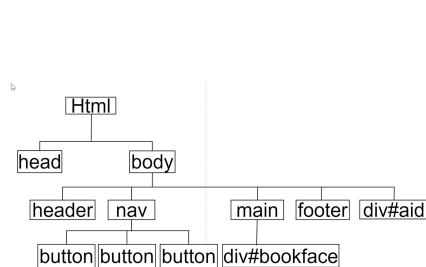 Html
head body
header nav main footer div#aid
button button button div#bookface